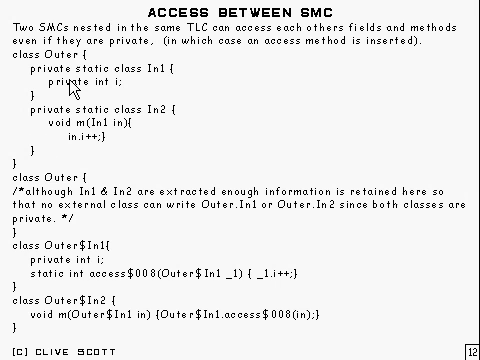 ACCESS BETWEEN SMC
Two SMCs nested in the same TLC can access each others fields and methods
even if they are private, (in which case an access method is inserted).
class Outer {
private static class In1 {
private int i;
}
private static class In2 {
void m(In1 in){
in.i++;}
}
}
class Outer {
/*although In1 & In2 are extracted enough information is retained here so
that no external class can write Outer.In1 or Outer.In2 since both classes are
private. */
}
class Outer$In1{
private int i;
static int access$008(Outer$In1 _1) { _1.i++;}
}
class Outer$In2 {
void m(Outer$In1 in) {Outer$In1.access$008(in);}
}
(C) CLIVE SCOTT
12